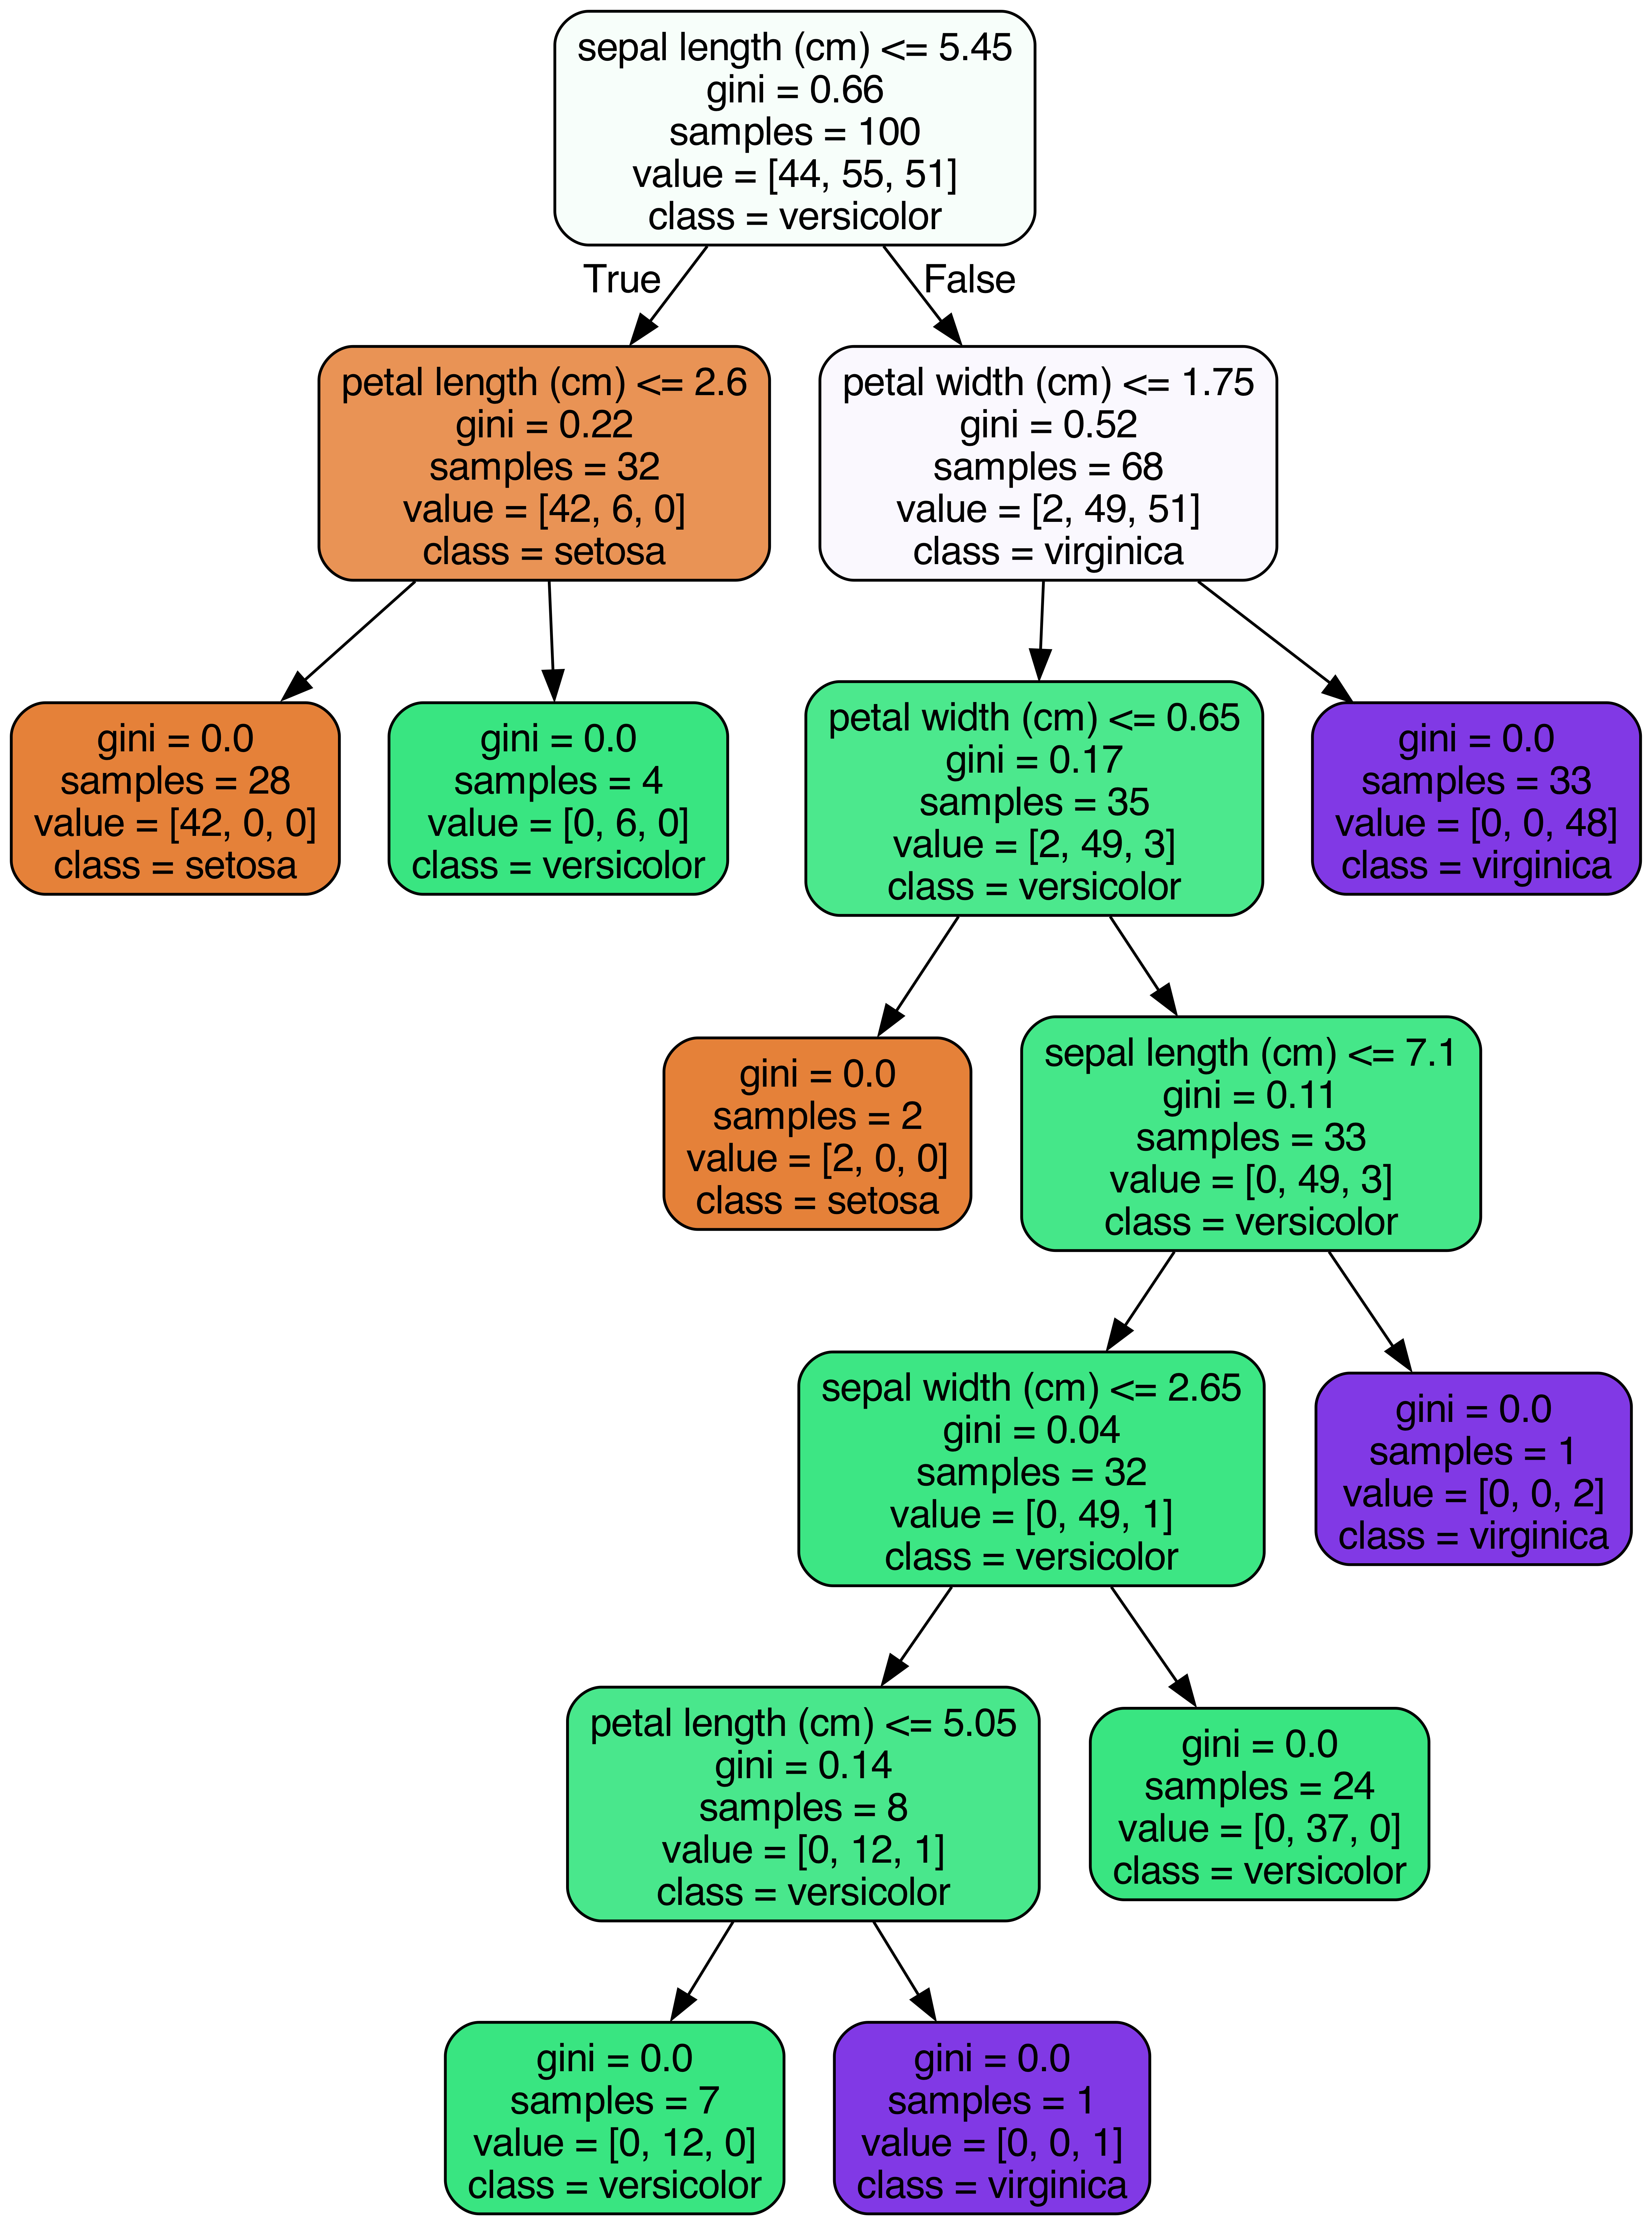 sepal length (cm) <= 5.45
gini = 0.66
samples = 100
value = [44, 55, 51]
class = versicolor
True
False
petal length (cm) <= 2.6
gini = 0.22
samples = 32
value = [42, 6, 0]
class = setosa
petal width (cm) <= 1.75
gini = 0.52
samples = 68
value = [2, 49, 51]
class = virginica
gini = 0.0
samples = 28
value = [42, 0, 0]
class = setosa
gini = 0.0
samples = 4
value = [0, 6, 0]
class = versicolor
petal width (cm) <= 0.65
gini = 0.17
samples = 35
value = [2, 49, 3]
class = versicolor
gini = 0.0
samples = 33
value = [0, 0, 48]
class = virginica
gini = 0.0
samples = 2
value = [2, 0, 0]
class = setosa
sepal length (cm) <= 7.1
gini = 0.11
samples = 33
value = [0, 49, 3]
class = versicolor
sepal width (cm) <= 2.65
gini = 0.04
samples = 32
value = [0, 49, 1]
class = versicolor
gini = 0.0
samples = 1
value = [0, 0, 2]
class = virginica
petal length (cm) <= 5.05
gini = 0.14
samples = 8
value = [0, 12, 1]
class = versicolor
gini = 0.0
samples = 24
value = [0, 37, 0]
class = versicolor
gini = 0.0
samples = 7
value = [0, 12, 0]
class = versicolor
gini = 0.0
samples = 1
value = [0, 0, 1]
class = virginica